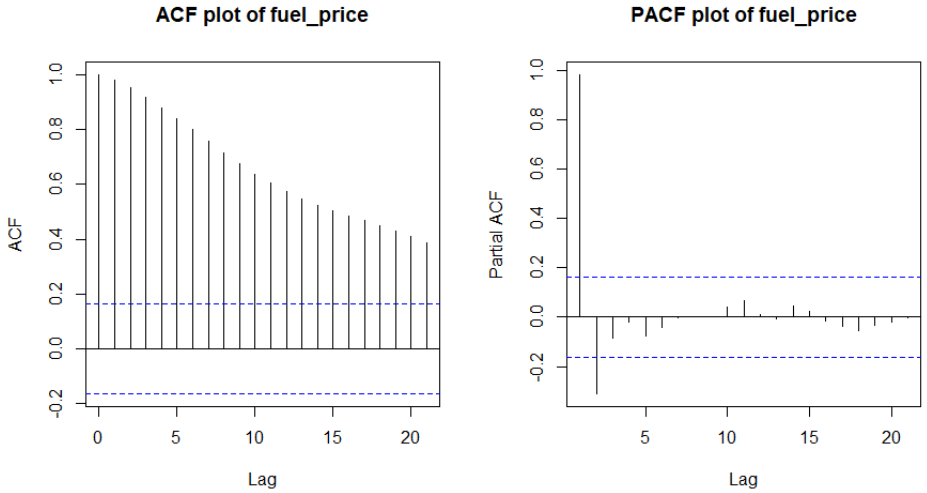 ACF plot of fuel_price
ACF
1.0
0.8
0.6
0.4
0.2
0.0
-0.2
0 5 10 15 20
Lag
PACF plot of fuel_price
Partial ACF
1.0
0.8
0.6
0.4
0.2
0.0
-0.2
5 10 15 20
Lag